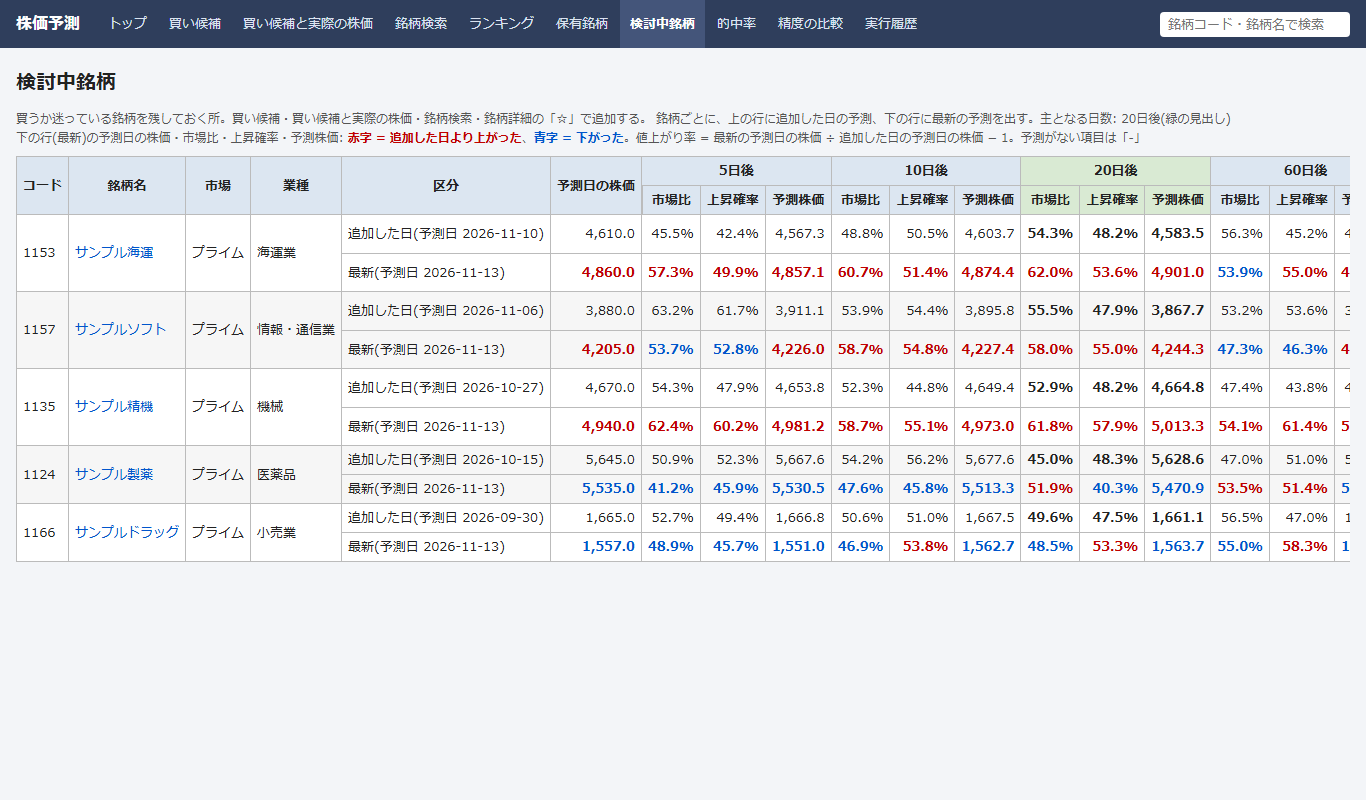 株価予測 トップ 買い候補 買い候補と実際の株価 銘柄検索 ランキング 保有銘柄 検討中銘柄 的中率 精度の比較 実行履歴 銘柄コード・銘柄名で検索
検討中銘柄
買うか迷っている銘柄を残しておく所。買い候補・買い候補と実際の株価・銘柄検索・銘柄詳細の「☆」で追加する。 銘柄ごとに、上の行に追加した日の予測、下の行に最新の予測を出す。主となる日数: 20日後(緑の見出し)
下の行(最新)の予測日の株価・市場比・上昇確率・予測株価: 赤字 = 追加した日より上がった、青字 = 下がった。値上がり率 = 最新の予測日の株価 ÷ 追加した日の予測日の株価 − 1。予測がない項目は「-」
コード 銘柄名 市場 業種 区分 予測日の株価 5日後 10日後 20日後 60日後
市場比 上昇確率 予測株価 市場比 上昇確率 予測株価 市場比 上昇確率 予測株価 市場比 上昇確率 予
1153 サンプル海運 プライム 海運業 追加した日(予測日 2026-11-10) 4,610.0 45.5% 42.4% 4,567.3 48.8% 50.5% 4,603.7 54.3% 48.2% 4,583.5 56.3% 45.2% 4
最新(予測日 2026-11-13) 4,860.0 57.3% 49.9% 4,857.1 60.7% 51.4% 4,874.4 62.0% 53.6% 4,901.0 53.9% 55.0% 4
1157 サンプルソフト プライム 情報・通信業 追加した日(予測日 2026-11-06) 3,880.0 63.2% 61.7% 3,911.1 53.9% 54.4% 3,895.8 55.5% 47.9% 3,867.7 53.2% 53.6% 3
最新(予測日 2026-11-13) 4,205.0 53.7% 52.8% 4,226.0 58.7% 54.8% 4,227.4 58.0% 55.0% 4,244.3 47.3% 46.3% 4
1135 サンプル精機 プライム 機械 追加した日(予測日 2026-10-27) 4,670.0 54.3% 47.9% 4,653.8 52.3% 44.8% 4,649.4 52.9% 48.2% 4,664.8 47.4% 43.8% 4
最新(予測日 2026-11-13) 4,940.0 62.4% 60.2% 4,981.2 58.7% 55.1% 4,973.0 61.8% 57.9% 5,013.3 54.1% 61.4% 5
1124 サンプル製薬 プライム 医薬品 追加した日(予測日 2026-10-15) 5,645.0 50.9% 52.3% 5,667.6 54.2% 56.2% 5,677.6 45.0% 48.3% 5,628.6 47.0% 51.0% 5
最新(予測日 2026-11-13) 5,535.0 41.2% 45.9% 5,530.5 47.6% 45.8% 5,513.3 51.9% 40.3% 5,470.9 53.5% 51.4% 5
1166 サンプルドラッグ プライム 小売業 追加した日(予測日 2026-09-30) 1,665.0 52.7% 49.4% 1,666.8 50.6% 51.0% 1,667.5 49.6% 47.5% 1,661.1 56.5% 47.0% 1
最新(予測日 2026-11-13) 1,557.0 48.9% 45.7% 1,551.0 46.9% 53.8% 1,562.7 48.5% 53.3% 1,563.7 55.0% 58.3% 1